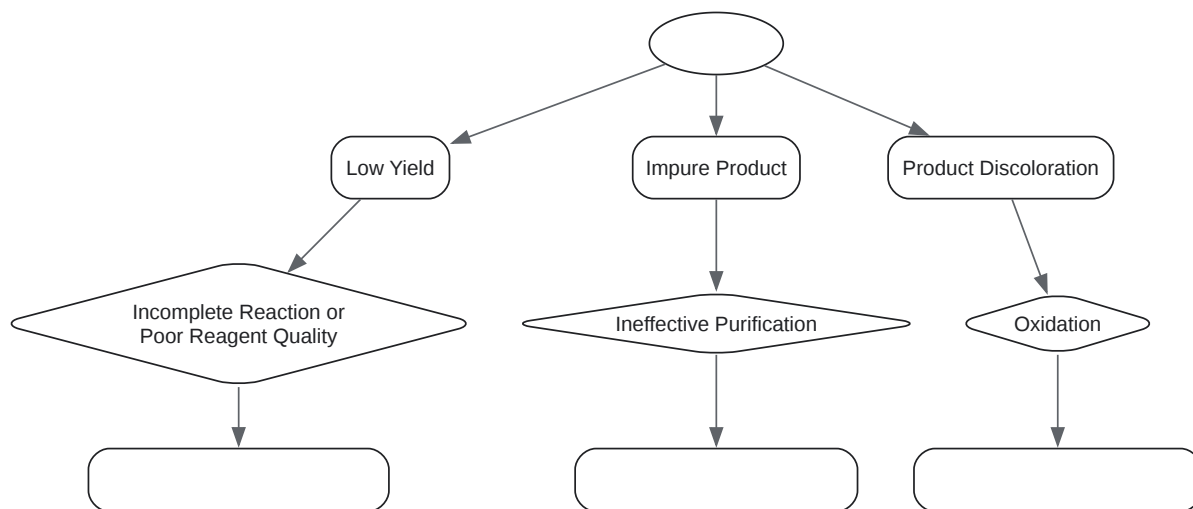 Low Yield
Impure Product
Product Discoloration
Incomplete Reaction or
Poor Reagent Quality
Ineffective Purification
Oxidation